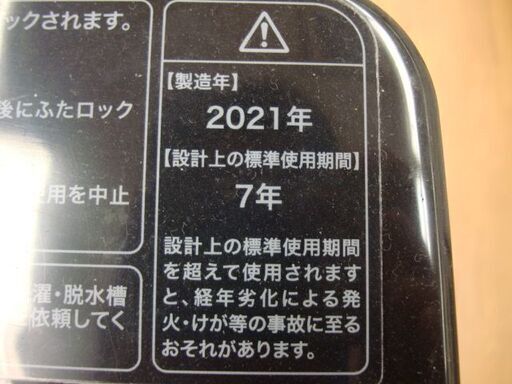 ックされます。
後にふたロック
用を中止
濯・脱水槽
依頼してく
【製造年】
2021年
【設計上の標準使用期間】
7年
設計上の標準使用期間
を超えて使用されます
と、経年劣化による発
火・けが等の事故に至る
おそれがあります。